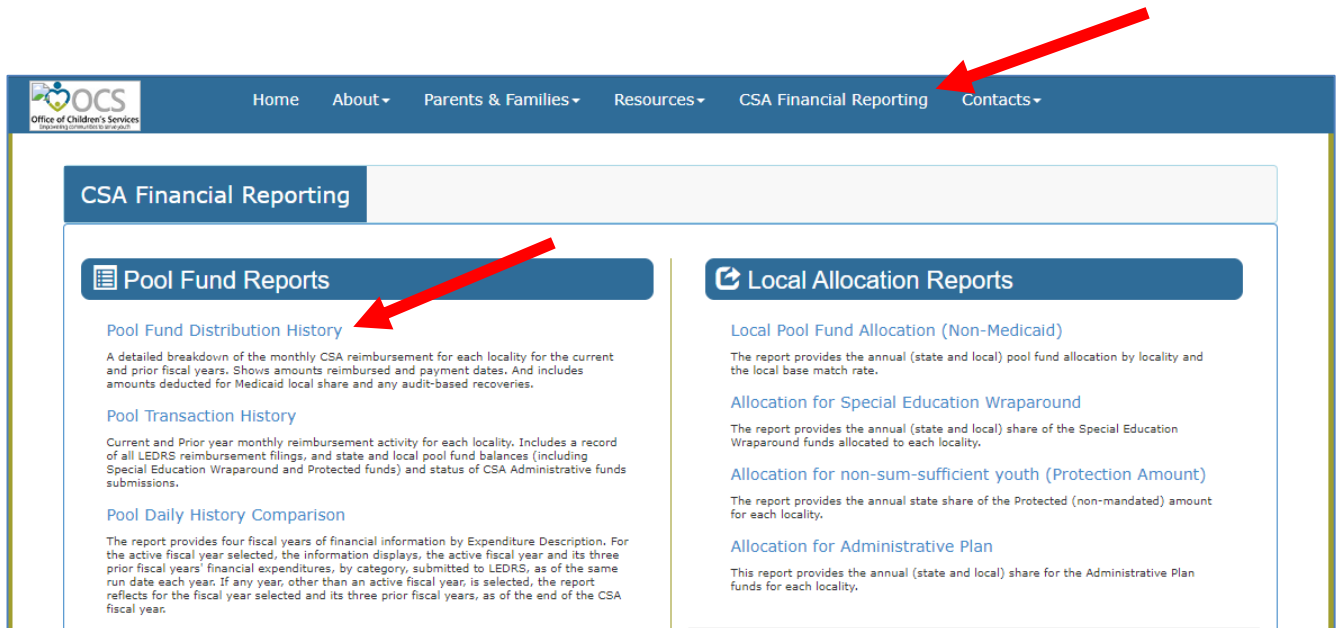 OCS
Office of Children's Services
Empowering communities to serve youth
Home About Parents & Families Resources CSA Financial Reporting Contacts
CSA Financial Reporting
Pool Fund Reports
Pool Fund Distribution History
A detailed breakdown of the monthly CSA reimbursement for each locality for the current
and prior fiscal years. Shows amounts reimbursed and payment dates. And includes
amounts deducted for Medicaid local share and any audit-based recoveries.
Pool Transaction History
Current and Prior year monthly reimbursement activity for each locality. Includes a record
of all LEDRS reimbursement filings, and state and local pool fund balances (including
Special Education Wraparound and Protected funds) and status of CSA Administrative funds
submissions.
Pool Daily History Comparison
The report provides four fiscal years of financial information by Expenditure Description. For
the active fiscal year selected, the information displays, the active fiscal year and its three
prior fiscal years' financial expenditures, by category, submitted to LEDRS, as of the same
run date each year. If any year, other than an active fiscal year, is selected, the report
reflects for the fiscal year selected and its three prior fiscal years, as of the end of the CSA
fiscal year.
Local Allocation Reports
Local Pool Fund Allocation (Non-Medicaid)
The report provides the annual (state and local) pool fund allocation by locality and
the local base match rate.
Allocation for Special Education Wraparound
The report provides the annual (state and local) share of the Special Education
Wraparound funds allocated to each locality.
Allocation for non-sum-sufficient youth (Protection Amount)
The report provides the annual state share of the Protected (non-mandated) amount
for each locality.
Allocation for Administrative Plan
This report provides the annual (state and local) share for the Administrative Plan
funds for each locality.